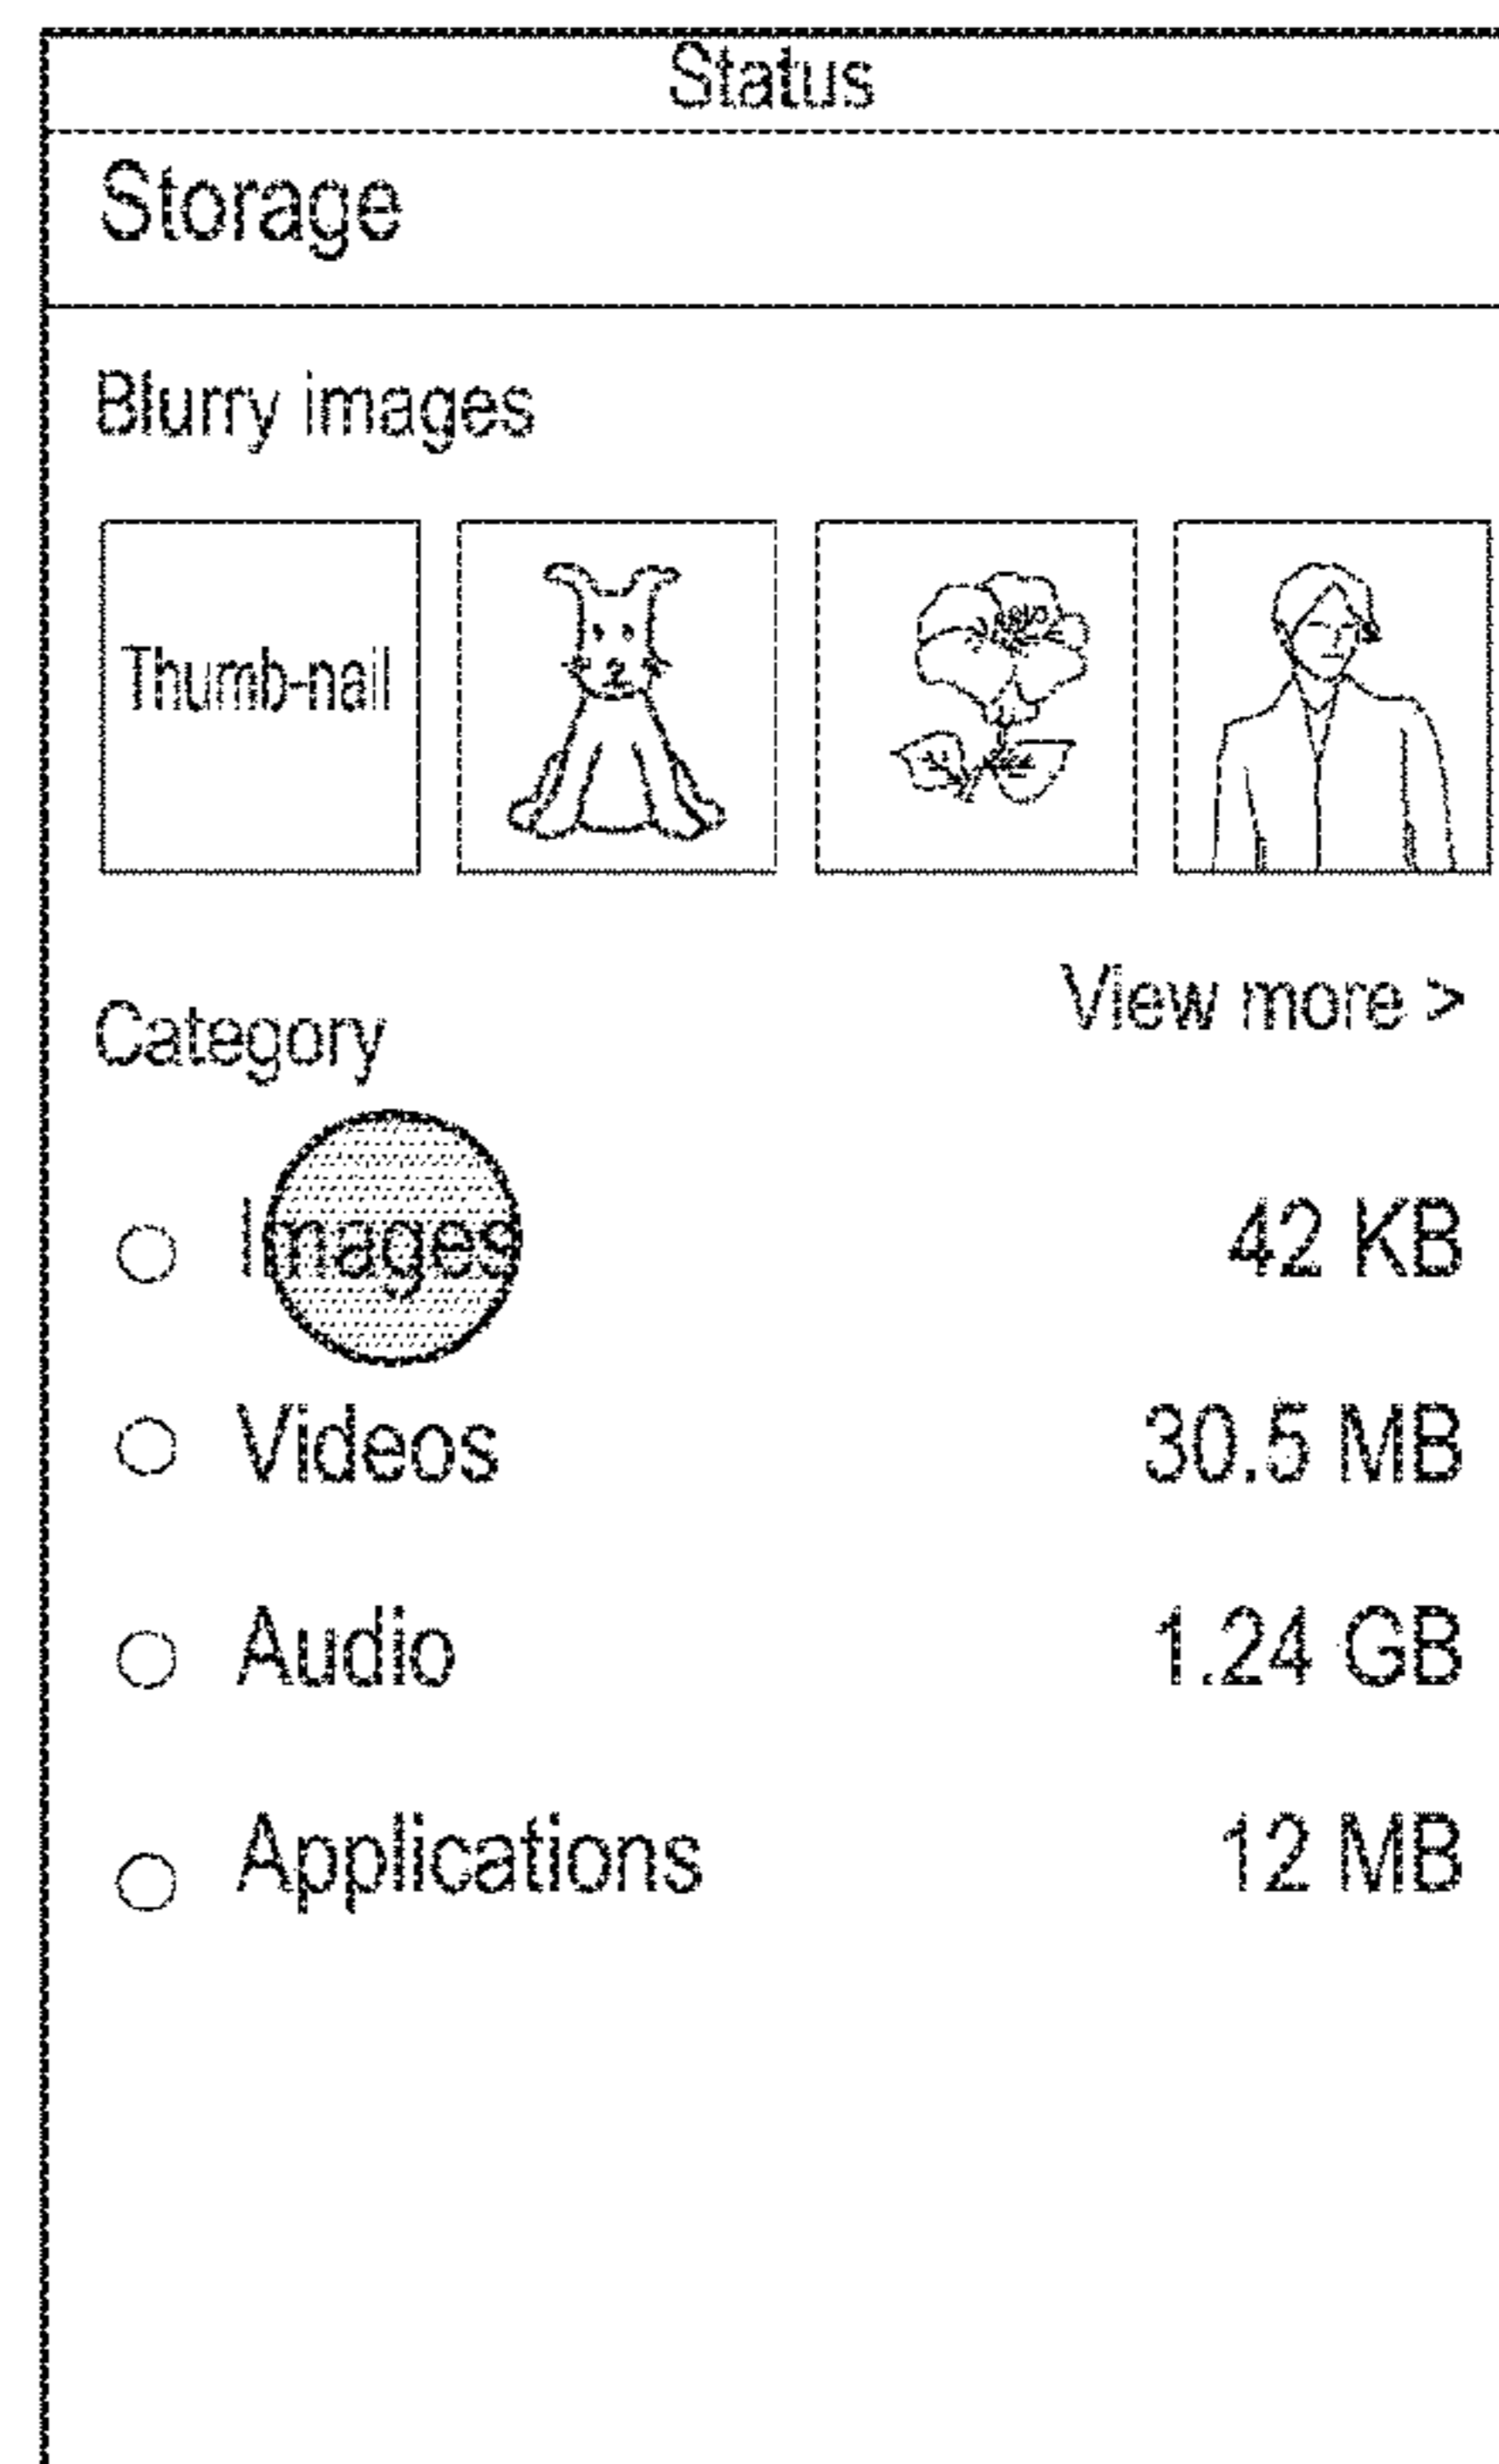 Status
Storage
Blurry images
Thumb-nail
View more >
Category
Images 42 KB
Videos 30.5 MB
Audio 1.24 GB
Applications 12 MB